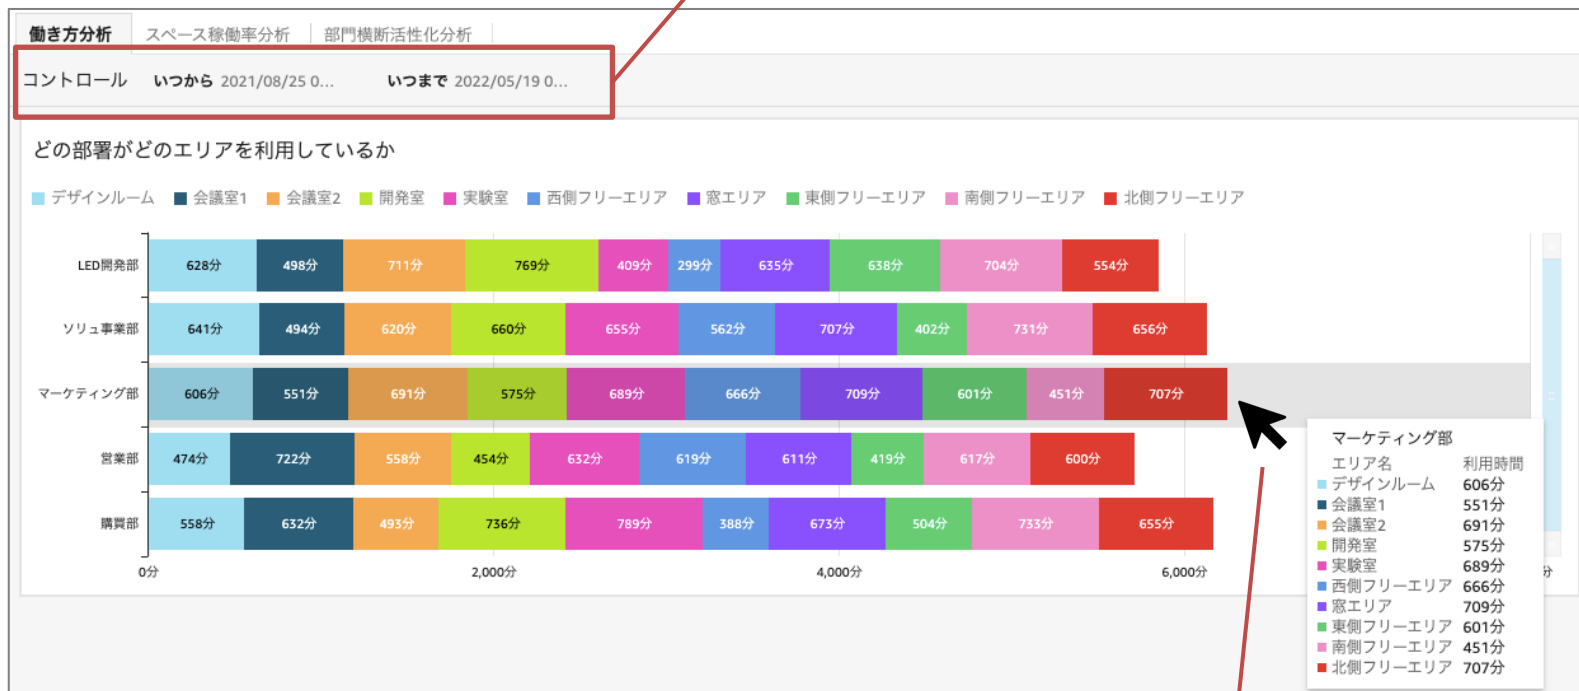 働き方分析 スペース稼働率分析 部門横断活性化分析
コントロール いつから 2021/08/25 0... いつまで 2022/05/19 0...
どの部署がどのエリアを利用しているか
デザインルーム 会議室1 会議室2 開発室 実験室 西側フリーエリア 窓エリア 東側フリーエリア 南側フリーエリア 北側フリーエリア
LED開発部 628分 498分 711分 769分 409分 299分 635分 638分 704分 554分
ソリュ事業部 641分 494分 620分 660分 655分 562分 707分 402分 731分 656分
マーケティング部 606分 551分 691分 575分 689分 666分 709分 601分 451分 707分
営業部 474分 722分 558分 454分 632分 619分 611分 419分 617分 600分
購買部 558分 632分 493分 736分 789分 388分 673分 504分 733分 655分
0分 2,000分 4,000分 6,000分 分
マーケティング部
エリア名 利用時間
デザインルーム 606分
会議室1 551分
会議室2 691分
開発室 575分
実験室 689分
西側フリーエリア 666分
窓エリア 709分
東側フリーエリア 601分
南側フリーエリア 451分
北側フリーエリア 707分